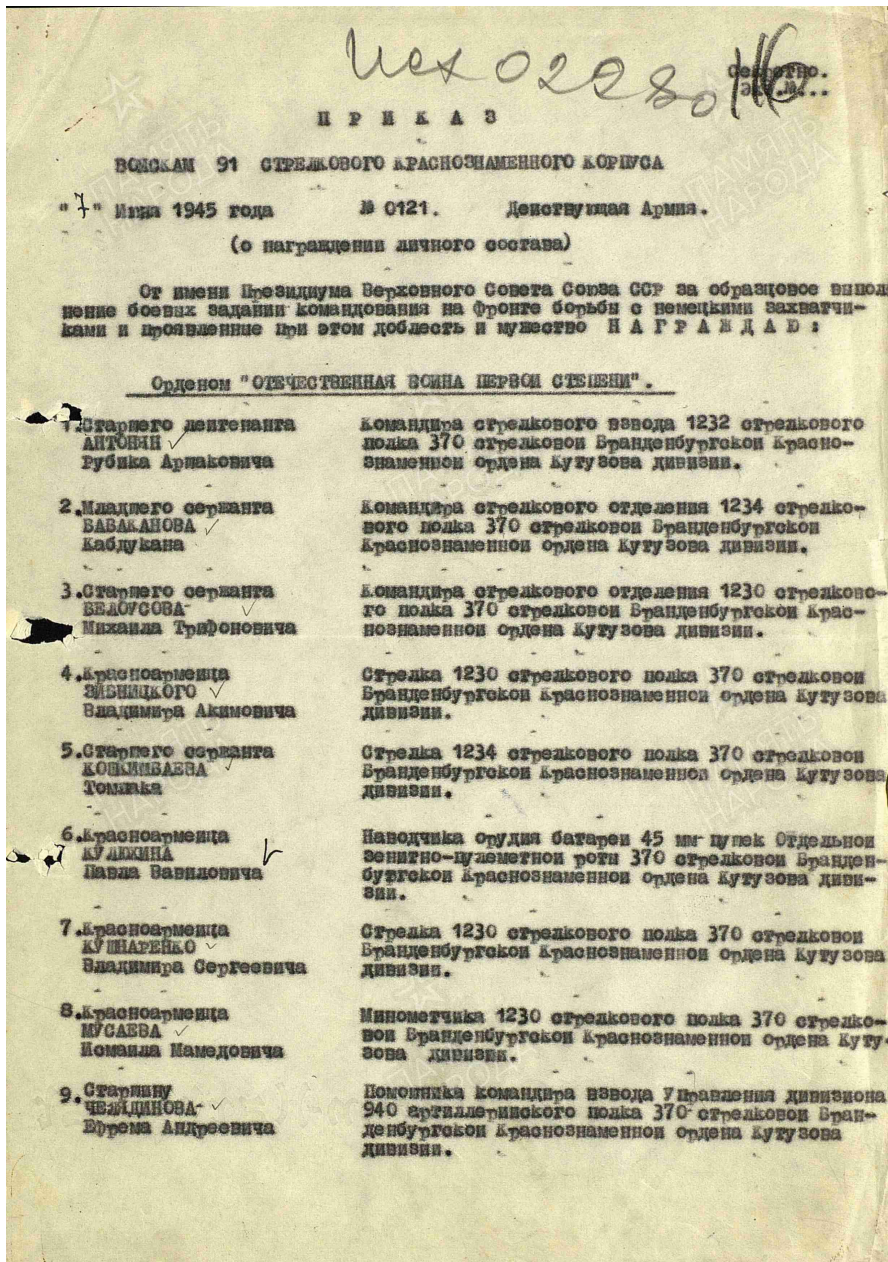 Исх 02280
Секретно.
Экз.№...
П Р И К А З
ВОЙСКАМ 91 СТРЕЛКОВОГО КРАСНОЗНАМЕННОГО КОРПУСА
"7" Июня 1945 года № 0121. Действующая Армия.
(о награждении личного состава)
От имени Президиума Верховного Совета Союза ССР за образцовое выпол
нение боевых заданий командования на фронте борьбы с немецкими захватчи-
ками и проявленные при этом доблесть и мужество Н А Г Р А Ж Д А Ю :
Орденом "ОТЕЧЕСТВЕННАЯ ВОЙНА ПЕРВОЙ СТЕПЕНИ".
1.Старшего лейтенанта
АНТОНЯН
Рубика Аршаковича
Командира стрелкового взвода 1232 стрелкового
полка 370 стрелковой Бранденбургской Красно-
знаменной ордена Кутузова дивизии.
2.Младшего сержанта
БАБАКАНОВА
Кабдукана
Командира стрелкового отделения 1234 стрелко-
вого полка 370 стрелковой Бранденбургской
Краснознаменной ордена Кутузова дивизии.
3.Старшего сержанта
БЕЛОУСОВА
Михаила Трифоновича
Командира стрелкового отделения 1230 стрелково-
го полка 370 стрелковой Бранденбургской Крас-
нознаменной ордена Кутузова дивизии.
4.Красноармейца
ЗЙБНИЦКОГО
Владимира Акимовича
Стрелка 1230 стрелкового полка 370 стрелковой
Бранденбургской Краснознаменной ордена Кутузова
дивизии.
5.Старшего сержанта
КОШКИМБАЕВА
Томпака
Стрелка 1234 стрелкового полка 370 стрелковой
Бранденбургской Краснознаменной ордена Кутузова
дивизии.
6.Красноармейца
КУЛЮКИНА
Павла Вавиловича
Наводчика орудия батареи 45 мм пушек Отдельной
зенитно-пулеметной роты 370 стрелковой Бранден-
бургской Краснознаменной ордена Кутузова диви-
зии.
7.Красноармейца
КУШНАРЕНКО
Владимира Сергеевича
Стрелка 1230 стрелкового полка 370 стрелковой
Бранденбургской Краснознаменной ордена Кутузова
дивизии.
8.Красноармейца
МУСАЕВА
Исмаила Мамедовича
Минометчика 1230 стрелкового полка 370 стрелко-
вой Бранденбургской Краснознаменной ордена Куту-
зова дивизии.
9.Старшину
ЧЕЛЯДИНОВА
Ефрема Андреевича
Помощника командира взвода Управления дивизиона
940 артиллерийского полка 370 стрелковой Бран-
денбургской Краснознаменной ордена Кутузова
дивизии.